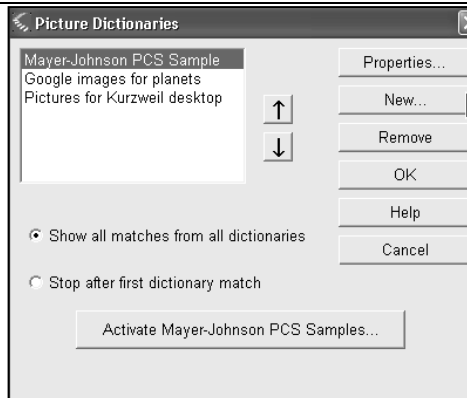 Picture Dictionaries
Mayer-Johnson PCS Sample
Google images for planets
Pictures for Kurzweil desktop
Properties...
New...
Remove
OK
Help
Cancel
Show all matches from all dictionaries
Stop after first dictionary match
Activate Mayer-Johnson PCS Samples...